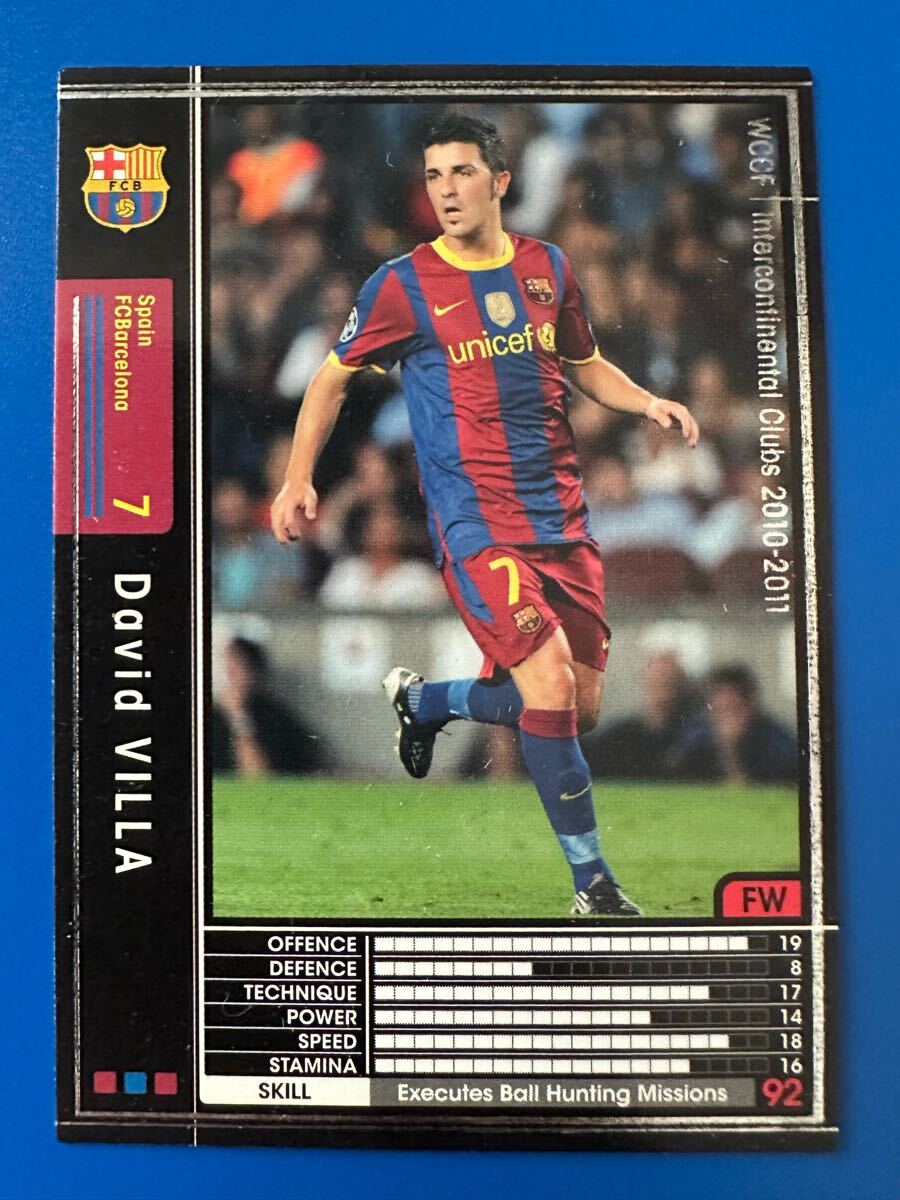 FCB
Spain
FCBarcelona
7
David VILLA
WCCF | Intercontinental Clubs 2010-2011
unicef
7
FW
OFFENCE 19
DEFENCE 8
TECHNIQUE 17
POWER 14
SPEED 18
STAMINA 16
SKILL Executes Ball Hunting Missions 92